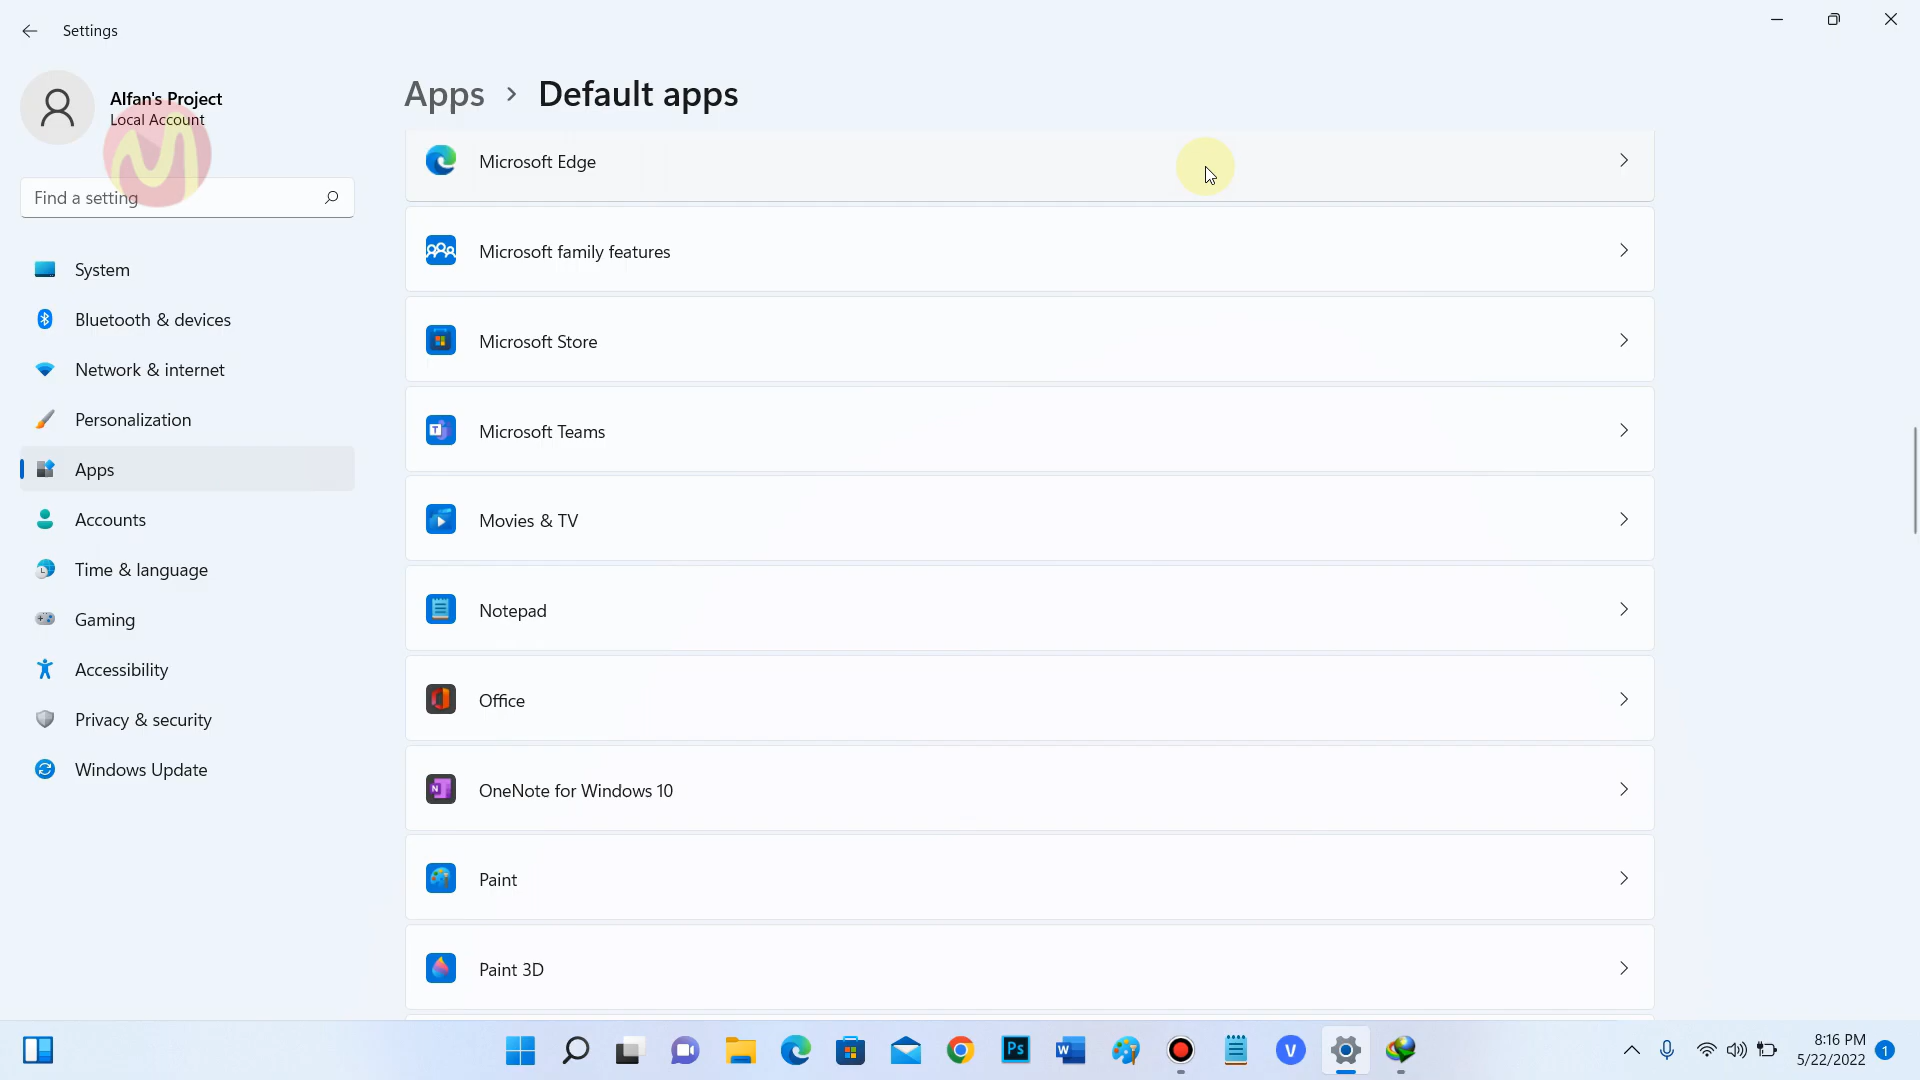 Settings
Alfan's Project
Local Account
Find a setting
System
Bluetooth & devices
Network & internet
Personalization
Apps
Accounts
Time & language
Gaming
Accessibility
Privacy & security
Windows Update
Apps > Default apps
Microsoft Edge
Microsoft family features
Microsoft Store
Microsoft Teams
Movies & TV
Notepad
Office
OneNote for Windows 10
Paint
Paint 3D
8:16 PM
5/22/2022
1